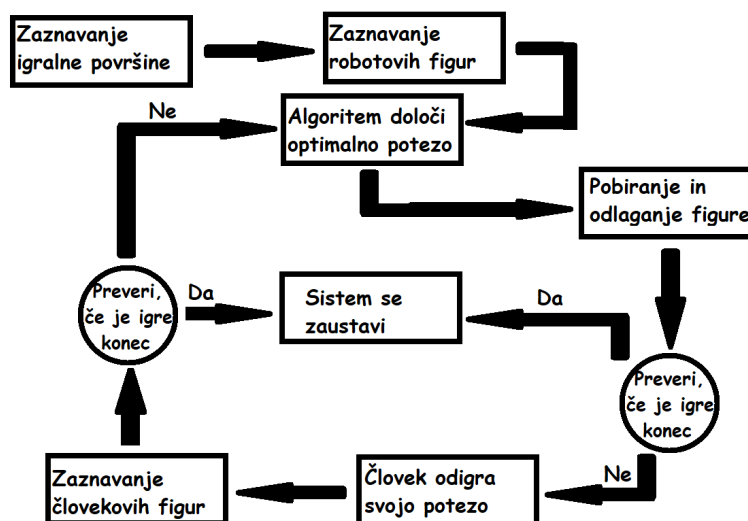 Zaznavanje
igralne površine
Zaznavanje
robotovih figur
Ne
Algoritem določi
optimalno potezo
Pobiranje in
odlaganje figure
Preveri,
če je igre
konec
Da
Sistem se
zaustavi
Da
Preveri,
če je igre
konec
Ne
Človek odigra
svojo potezo
Zaznavanje
človekovih figur